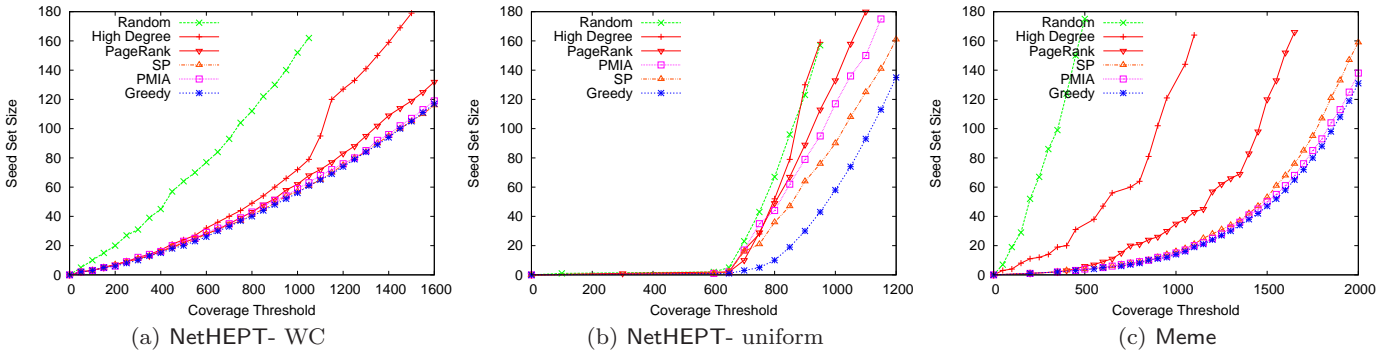 Seed Set Size
180
160
140
120
100
80
60
40
20
0
Random
High Degree
PageRank
SP
PMIA
Greedy
0 200 400 600 800 1000 1200 1400 1600
Coverage Threshold
(a) NetHEPT- WC
Seed Set Size
180
160
140
120
100
80
60
40
20
0
Random
High Degree
PageRank
PMIA
SP
Greedy
0 200 400 600 800 1000 1200
Coverage Threshold
(b) NetHEPT- uniform
Seed Set Size
180
160
140
120
100
80
60
40
20
0
Random
High Degree
PageRank
SP
PMIA
Greedy
0 500 1000 1500 2000
Coverage Threshold
(c) Meme